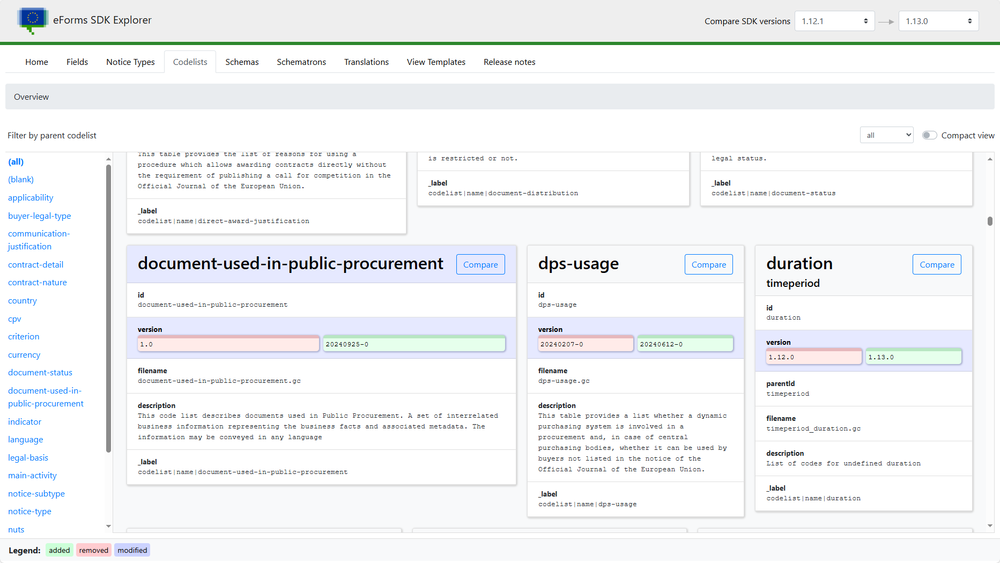 eForms SDK Explorer
Compare SDK versions
1.12.1
1.13.0
Home
Fields
Notice Types
Codelists
Schemas
Schematrons
Translations
View Templates
Release notes
Overview
Filter by parent codelist
all
Compact view
(all)
(blank)
applicability
buyer-legal-type
communication-
justification
contract-detail
contract-nature
country
cpv
criterion
currency
document-status
document-used-in-
public-procurement
indicator
language
legal-basis
main-activity
notice-subtype
notice-type
nuts
This table provides the list of reasons for using a
procedure which allows awarding contracts directly without
the requirement of publishing a call for competition in the
Official Journal of the European Union.
_label
codelist|name|direct-award-justification
is restricted or not.
_label
codelist|name|document-distribution
legal status.
_label
codelist|name|document-status
document-used-in-public-procurement
Compare
id
document-used-in-public-procurement
version
1.0
20240925-0
filename
document-used-in-public-procurement.gc
description
This code list describes documents used in Public Procurement. A set of interrelated
business information representing the business facts and associated metadata. The
information may be conveyed in any language
_label
codelist|name|document-used-in-public-procurement
dps-usage
Compare
id
dps-usage
version
20240207-0
20240612-0
filename
dps-usage.gc
description
This table provides a list whether a dynamic
purchasing system is involved in a
procurement and, in case of central
purchasing bodies, whether it can be used by
buyers not listed in the notice of the
Official Journal of the European Union.
_label
codelist|name|dps-usage
duration
Compare
timeperiod
id
duration
version
1.12.0
1.13.0
parentId
timeperiod
filename
timeperiod_duration.gc
description
List of codes for undefined duration
_label
codelist|name|duration
Legend:
added
removed
modified